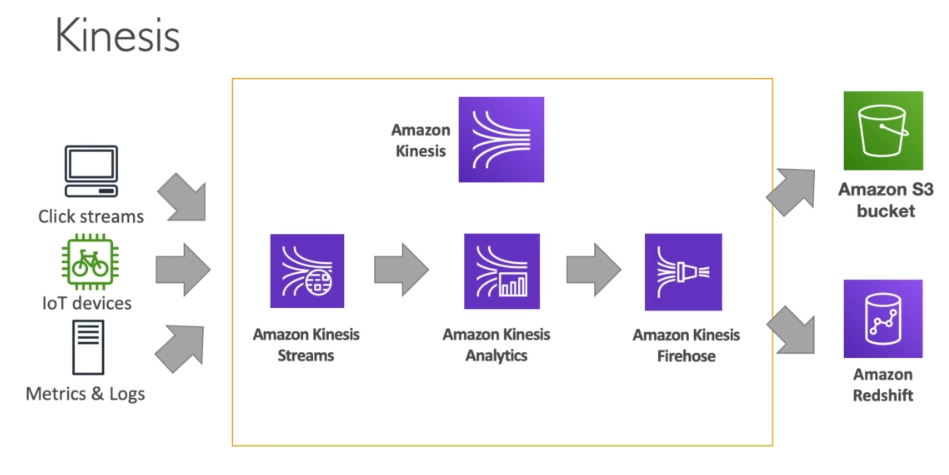 Kinesis
Amazon
Kinesis
Click streams
IoT devices
Metrics & Logs
Amazon Kinesis
Streams
Amazon Kinesis
Analytics
Amazon Kinesis
Firehose
Amazon S3
bucket
Amazon
Redshift